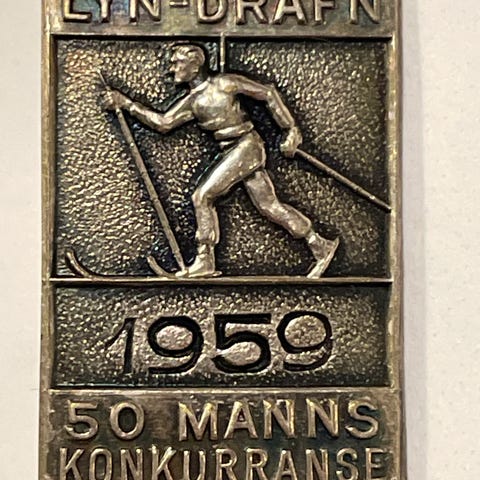 LYN-DRAFN
1959
50 MANNS
KONKURRANSE